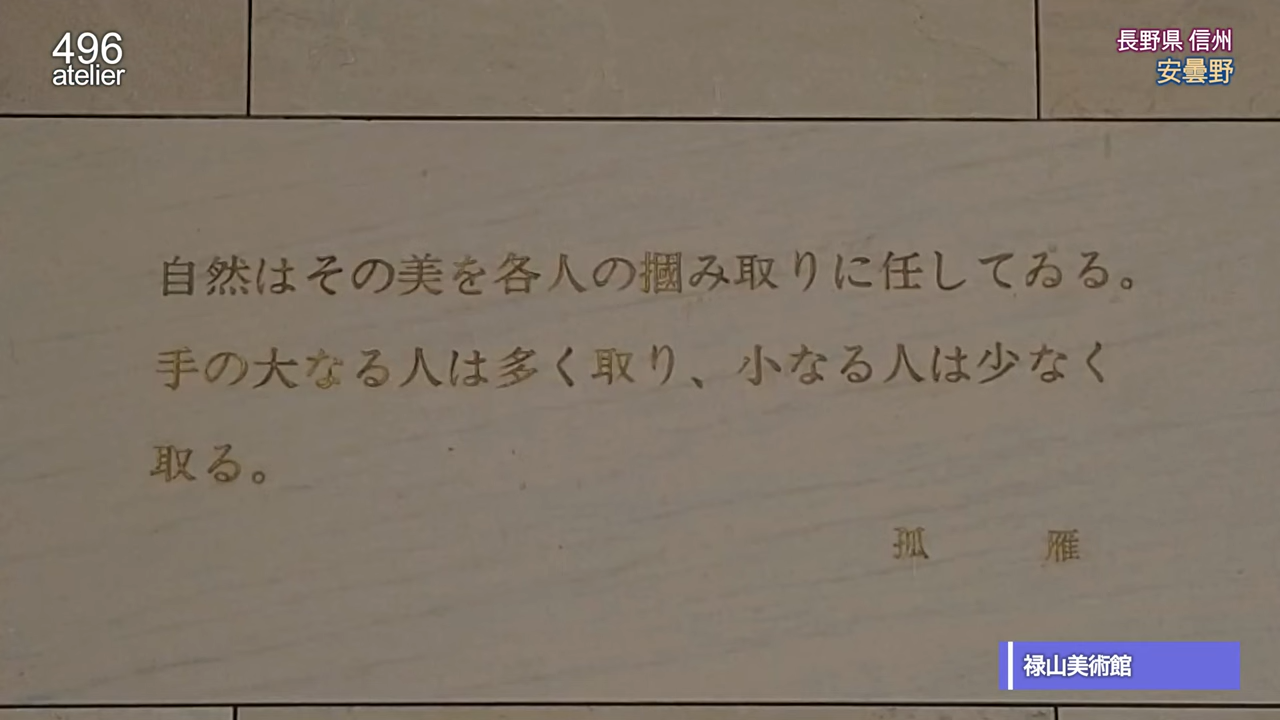 496
atelier
長野県 信州
安曇野
自然はその美を各人の摑み取りに任してゐる。
手の大なる人は多く取り、小なる人は少なく
取る。
孤 雁
禄山美術館